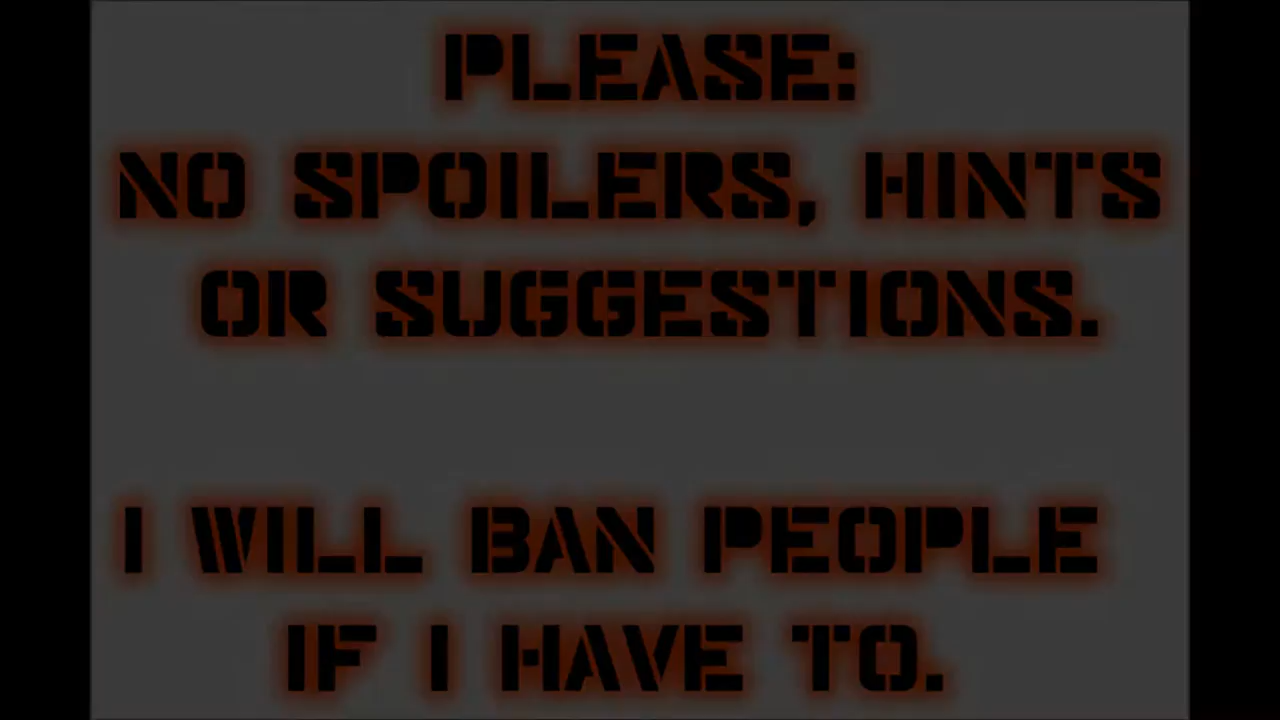 PLEASE:
NO SPOILERS, HINTS
OR SUGGESTIONS.
I WILL BAN PEOPLE
IF I HAVE TO.